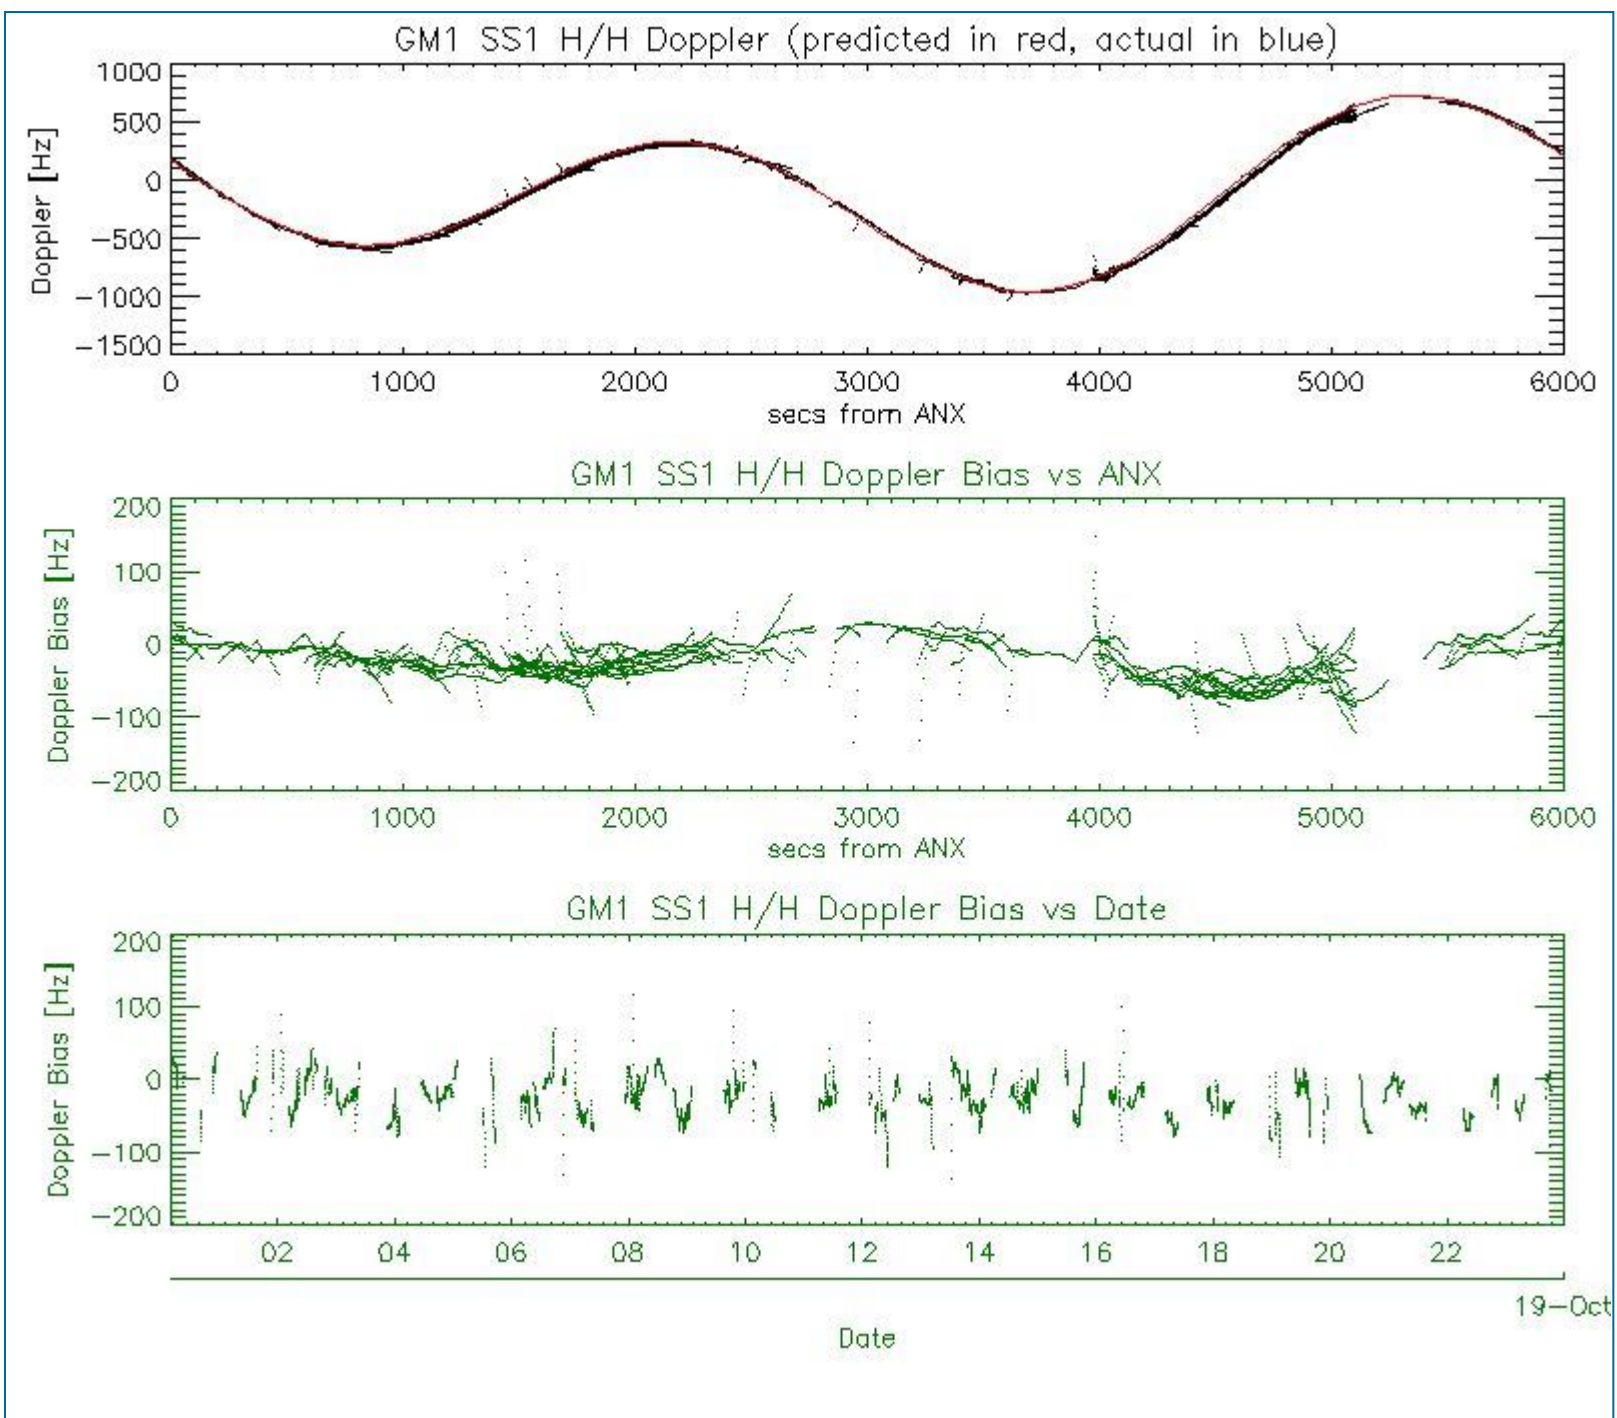 GM1 SS1 H/H Doppler (predicted in red, actual in blue)
1000
500
0
−500
−1000
−1500
Doppler [Hz]
0 1000 2000 3000 4000 5000 6000
secs from ANX
GM1 SS1 H/H Doppler Bias vs ANX
200
100
0
−100
−200
Doppler Bias [Hz]
0 1000 2000 3000 4000 5000 6000
secs from ANX
GM1 SS1 H/H Doppler Bias vs Date
200
100
0
−100
−200
Doppler Bias [Hz]
02 04 06 08 10 12 14 16 18 20 22
19−Oct
Date